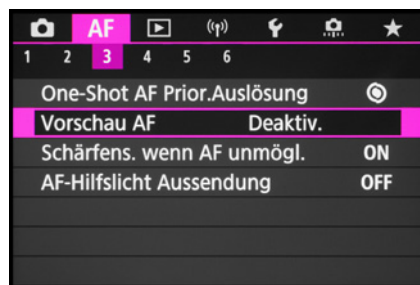 AF
1 2 3 4 5 6
One-Shot AF Prior.Auslösung
Vorschau AF Deaktiv.
Schärfens. wenn AF unmögl. ON
AF-Hilfslicht Aussendung OFF